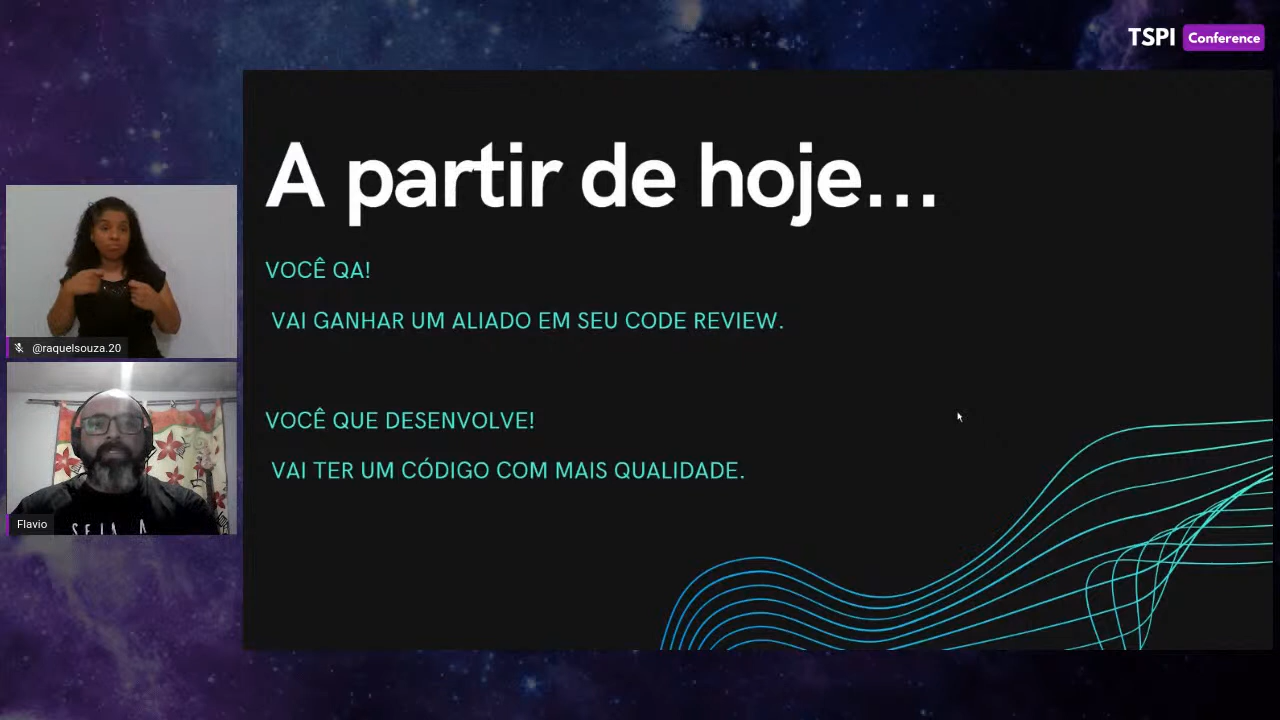 TSPI Conference
A partir de hoje...
VOCÊ QA!
VAI GANHAR UM ALIADO EM SEU CODE REVIEW.
VOCÊ QUE DESENVOLVE!
VAI TER UM CÓDIGO COM MAIS QUALIDADE.
@raquelsouza.20
SEJA A
Flavio